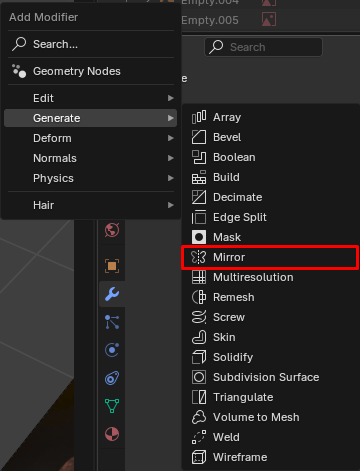 Empty.004
Add Modifier
Empty.005
Search...
Search
Geometry Nodes
e
Edit
Generate
Deform
Normals
Physics
Hair
Array
Bevel
Boolean
Build
Decimate
Edge Split
Mask
Mirror
Multiresolution
Remesh
Screw
Skin
Solidify
Subdivision Surface
Triangulate
Volume to Mesh
Weld
Wireframe